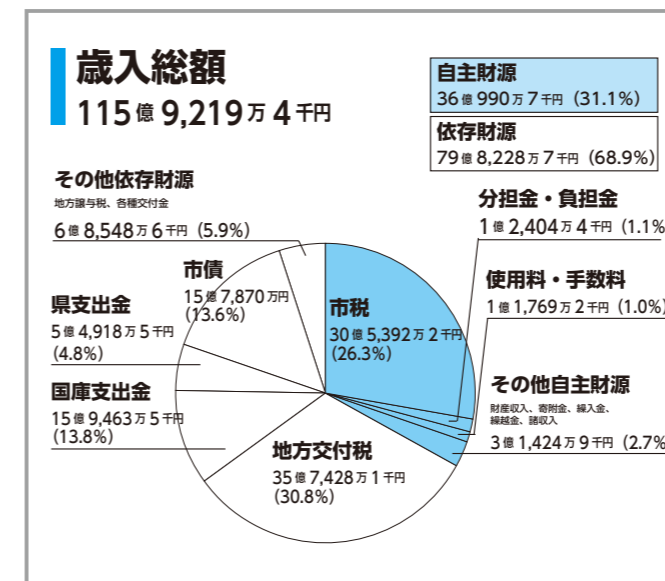 歳入総額
115億9,219万4千円
自主財源
36億990万7千円（31.1%）
依存財源
79億8,228万7千円（68.9%）
その他依存財源
地方譲与税、各種交付金
6億8,548万6千円（5.9%）
市債
15億7,870万円
（13.6%）
県支出金
5億4,918万5千円
（4.8%）
国庫支出金
15億9,463万5千円
（13.8%）
地方交付税
35億7,428万1千円
（30.8%）
市税
30億5,392万2千円
（26.3%）
分担金・負担金
1億2,404万4千円（1.1%
使用料・手数料
1億1,769万2千円（1.0%）
その他自主財源
財産収入、寄附金、繰入金、
繰越金、諸収入
3億1,424万9千円（2.7%